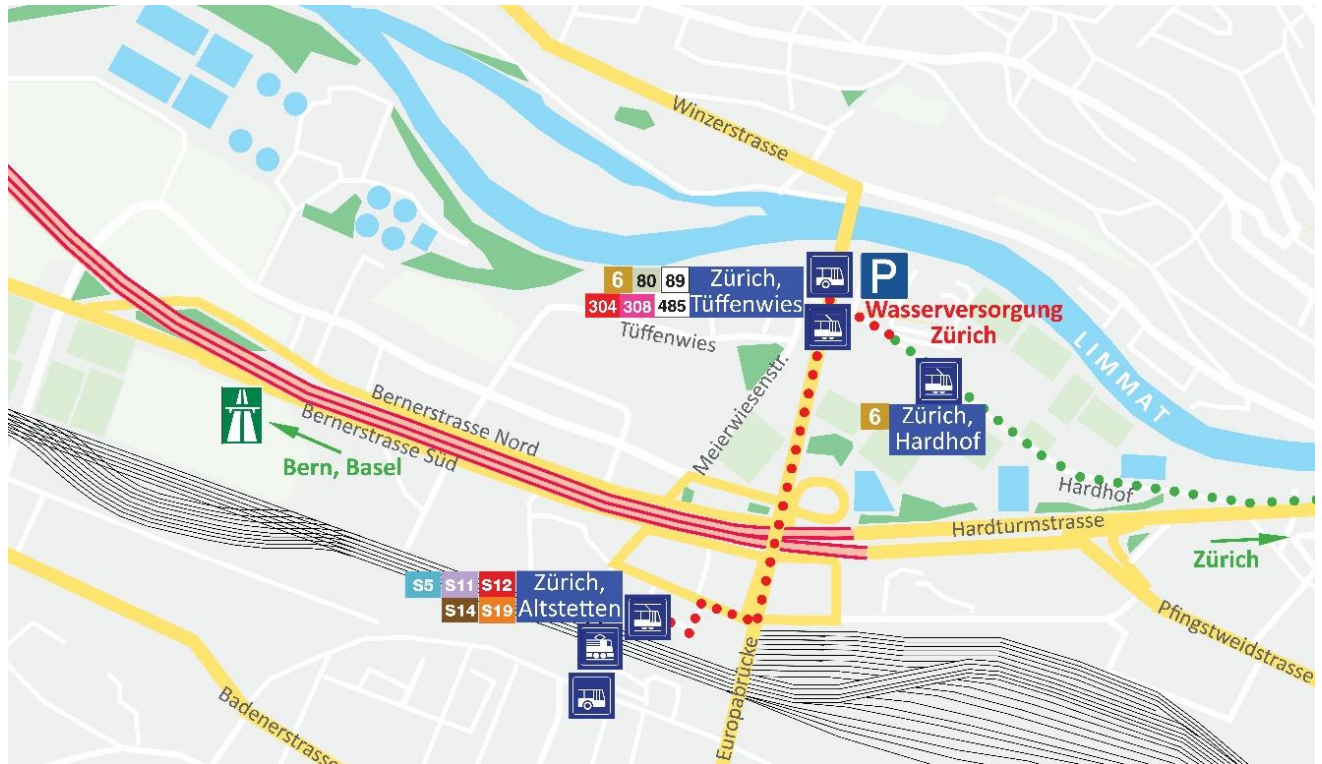 Winzerstrasse
6 80 89 Zürich,
304 308 485 Tüffenwies
Tüffenwies
P
Wasserversorgung
Zürich
LIMMAT
6 Zürich,
Hardhof
Meierwiesenstr.
Bernerstrasse Nord
Bernerstrasse Süd
Bern, Basel
Hardhof
Hardturmstrasse
Zürich
S5 S11 S12 Zürich,
S14 S19 Altstetten
Pfingstweidstrasse
Europabrücke
Badenerstrasse